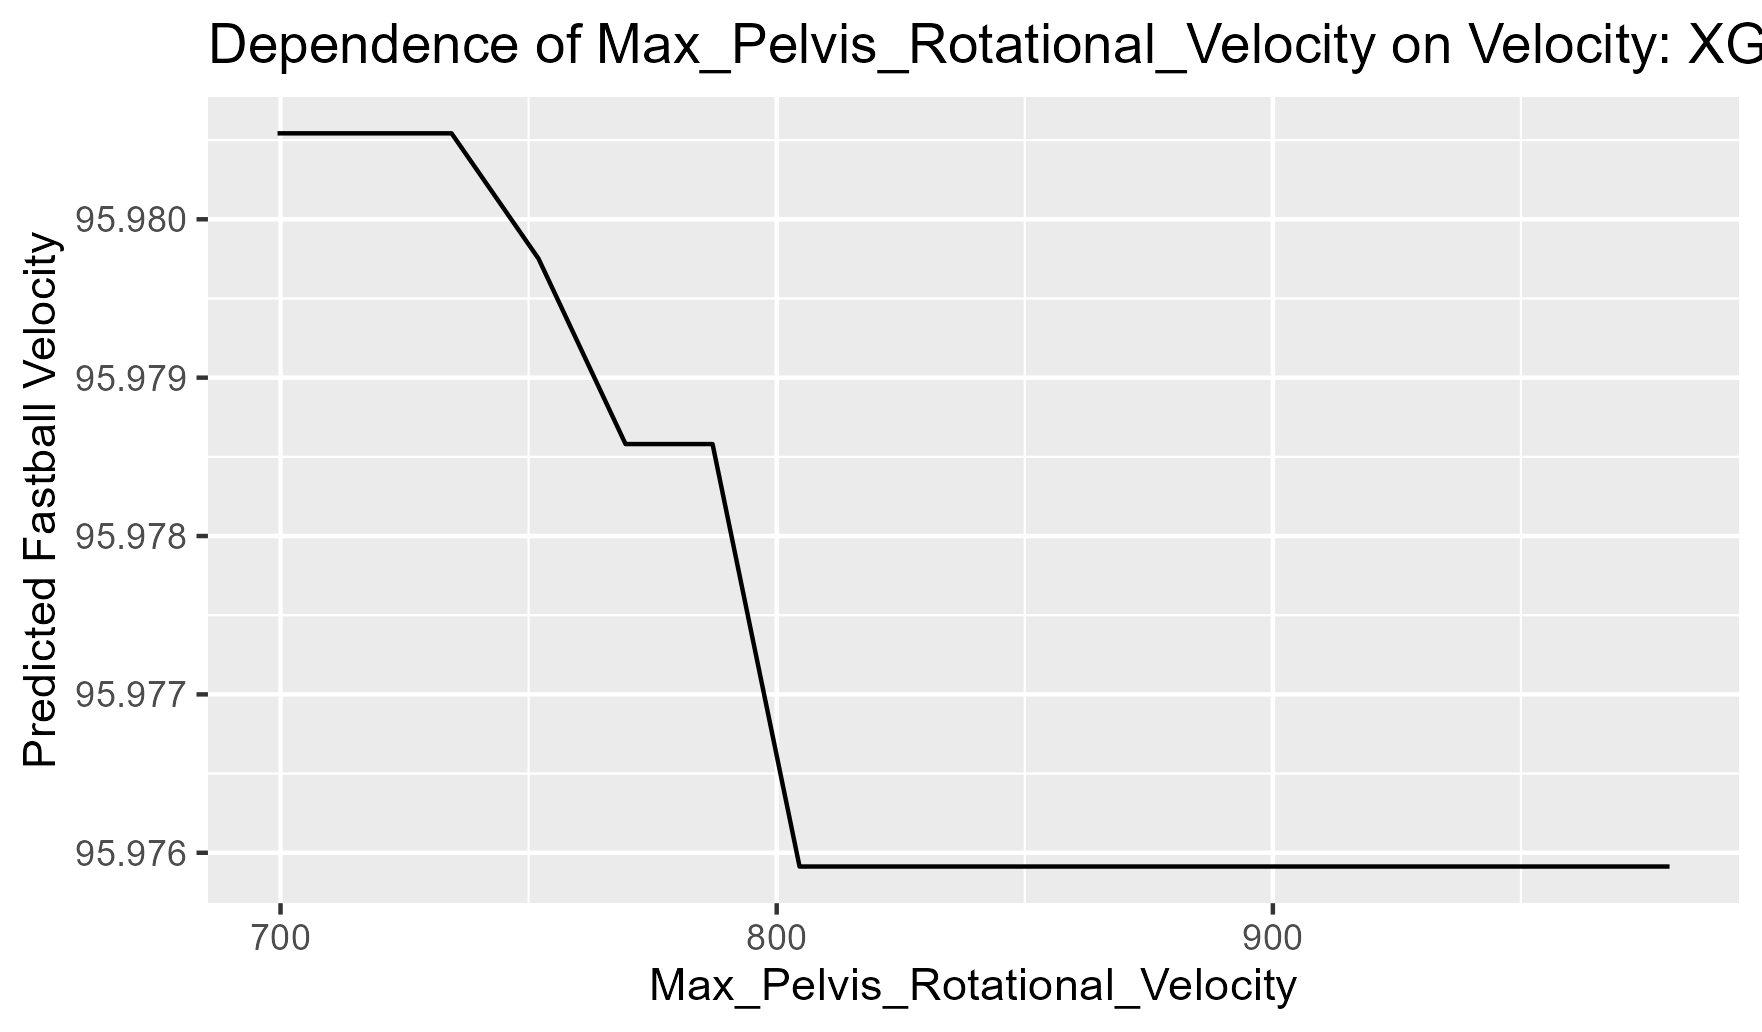 Dependence of Max_Pelvis_Rotational_Velocity on Velocity: XG
Predicted Fastball Velocity
95.980
95.979
95.978
95.977
95.976
700
800
900
Max_Pelvis_Rotational_Velocity